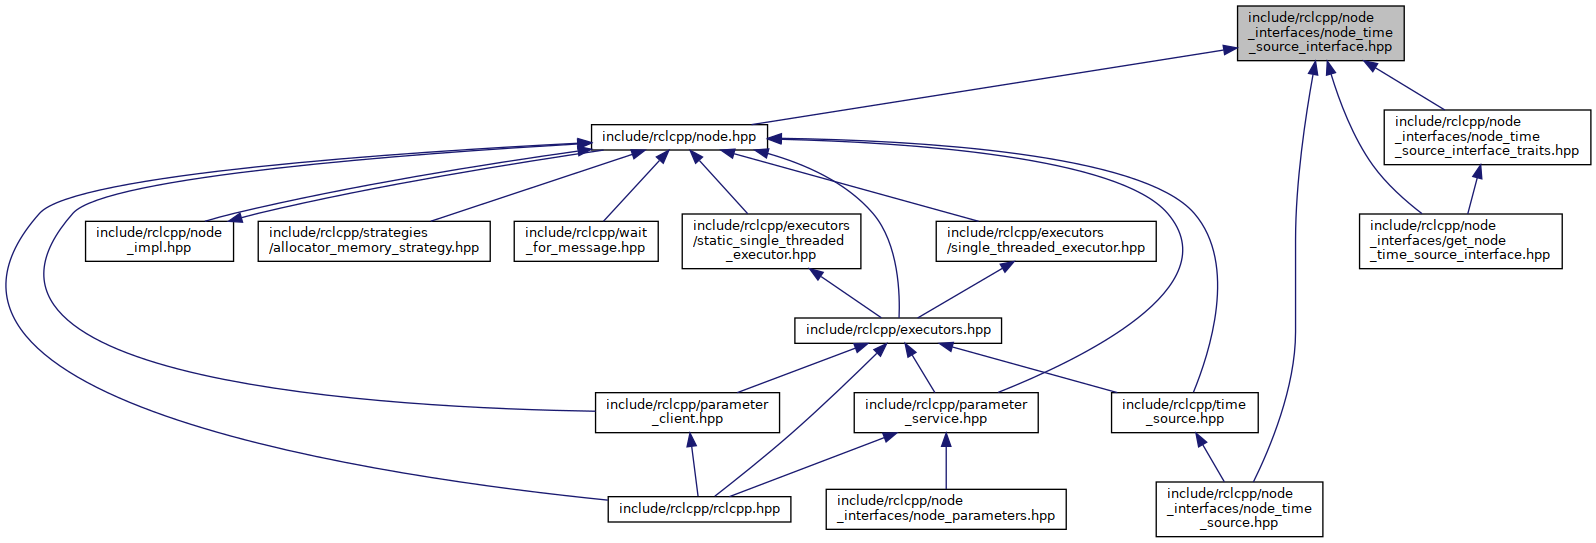 include/rclcpp/node
_interfaces/node_time
_source_interface.hpp
include/rclcpp/node.hpp
include/rclcpp/node
_interfaces/node_time
_source_interface_traits.hpp
include/rclcpp/node
_impl.hpp
include/rclcpp/strategies
/allocator_memory_strategy.hpp
include/rclcpp/wait
_for_message.hpp
include/rclcpp/executors
/static_single_threaded
_executor.hpp
include/rclcpp/executors
/single_threaded_executor.hpp
include/rclcpp/node
_interfaces/get_node
_time_source_interface.hpp
include/rclcpp/executors.hpp
include/rclcpp/parameter
_client.hpp
include/rclcpp/parameter
_service.hpp
include/rclcpp/time
_source.hpp
include/rclcpp/rclcpp.hpp
include/rclcpp/node
_interfaces/node_parameters.hpp
include/rclcpp/node
_interfaces/node_time
_source.hpp